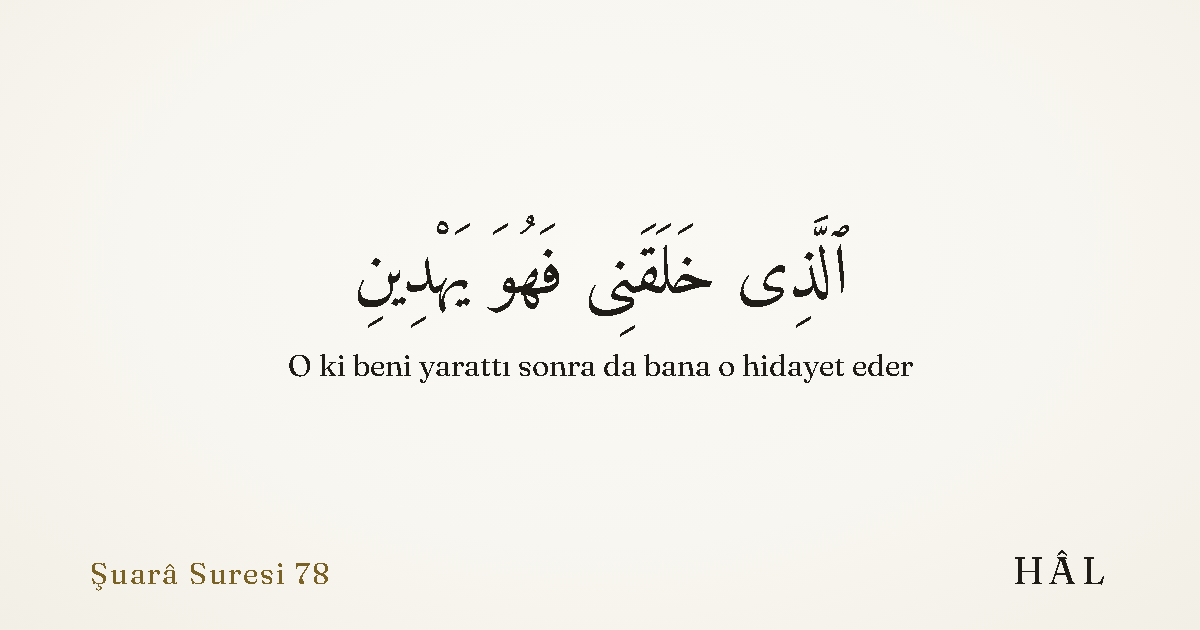 ٱلَّذِى خَلَقَنِى فَهُوَ يَهْدِينِ
O ki beni yarattı sonra da bana o hidayet eder
Şuarâ Suresi 78
HÂL